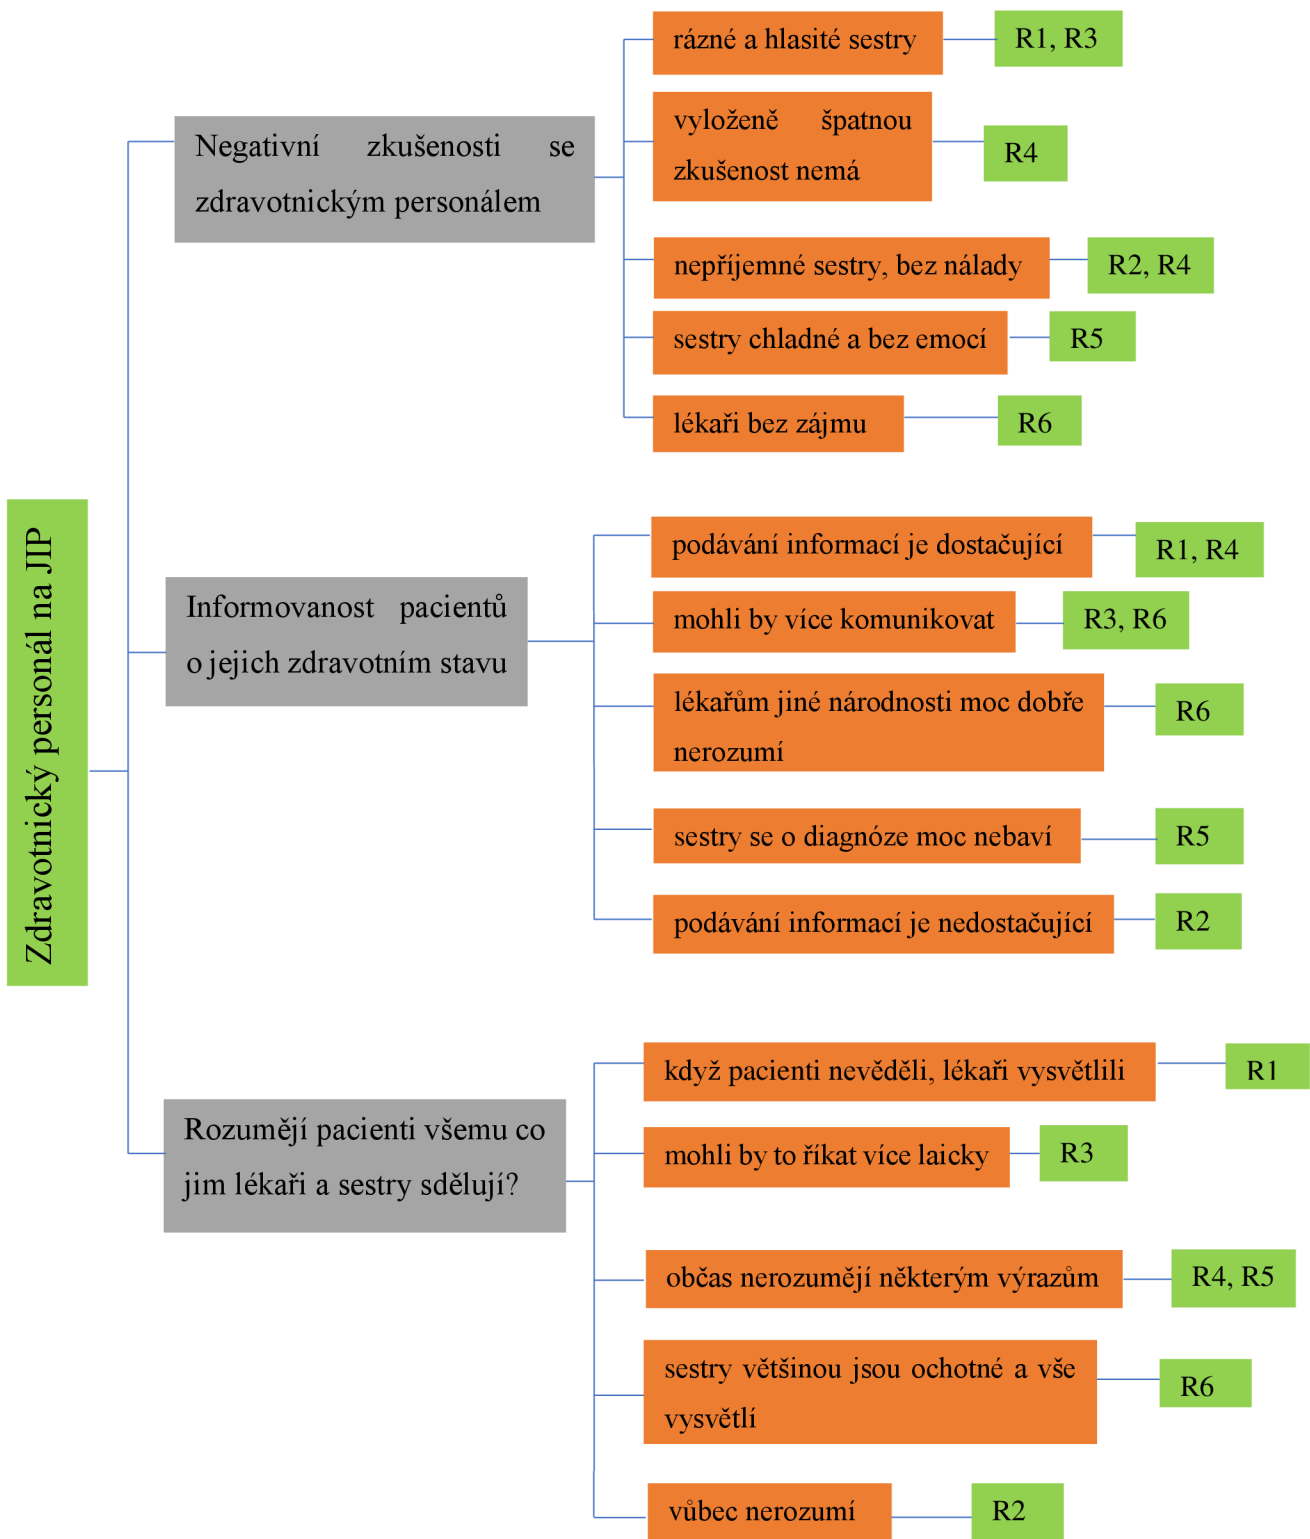 Zdravotnický personál na JIP
Negativní zkušenosti se
zdravotnickým personálem
rázné a hlasité sestry
R1, R3
vyloženě špatnou
zkušenost nemá
R4
nepříjemné sestry, bez nálady
R2, R4
sestry chladné a bez emocí
R5
lékaři bez zájmu
R6
Informovanost pacientů
o jejich zdravotním stavu
podávání informací je dostačující
R1, R4
mohli by více komunikovat
R3, R6
lékařům jiné národnosti moc dobře
nerozumí
R6
sestry se o diagnóze moc nebaví
R5
podávání informací je nedostačující
R2
Rozumějí pacienti všemu co
jim lékaři a sestry sdělují?
když pacienti nevěděli, lékaři vysvětlili
R1
mohli by to říkat více laicky
R3
občas nerozumějí některým výrazům
R4, R5
sestry většinou jsou ochotné a vše
vysvětlí
R6
vůbec nerozumí
R2